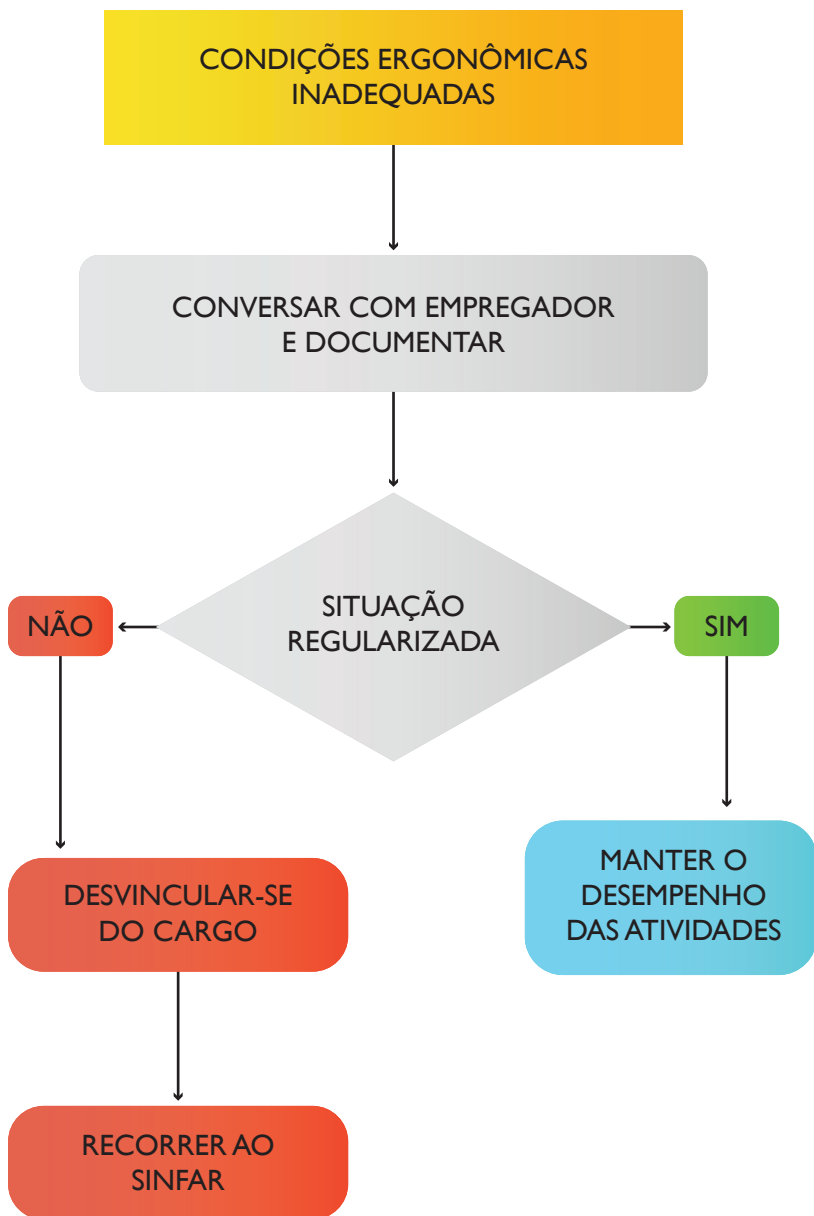 CONDIÇÕES ERGONÔMICAS
INADEQUADAS
CONVERSAR COM EMPREGADOR
E DOCUMENTAR
SITUAÇÃO
REGULARIZADA
NÃO
SIM
DESVINCULAR-SE
DO CARGO
MANTER O
DESEMPENHO
DAS ATIVIDADES
RECORRER AO
SINFAR